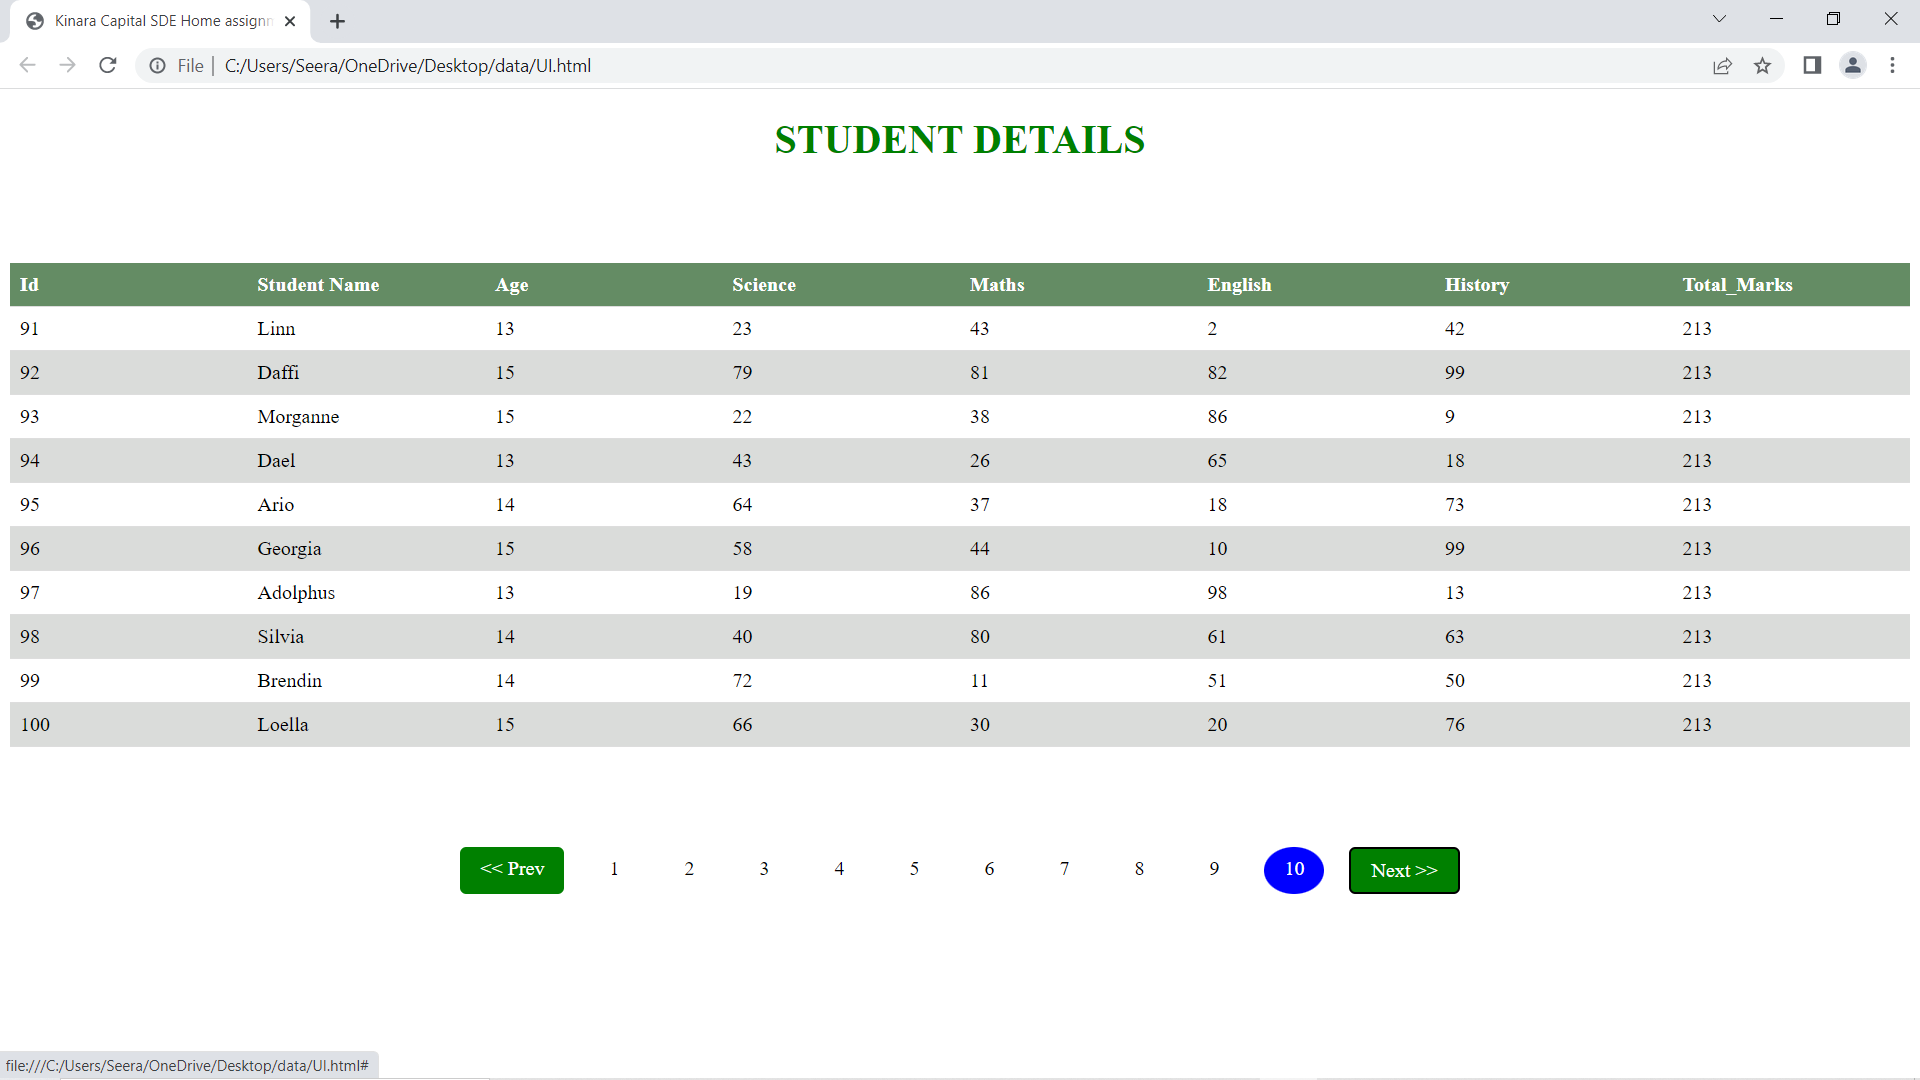 Kinara Capital SDE Home assignn
File | C:/Users/Seera/OneDrive/Desktop/data/UI.html
STUDENT DETAILS
Id Student Name Age Science Maths English History Total_Marks
91 Linn 13 23 43 2 42 213
92 Daffi 15 79 81 82 99 213
93 Morganne 15 22 38 86 9 213
94 Dael 13 43 26 65 18 213
95 Ario 14 64 37 18 73 213
96 Georgia 15 58 44 10 99 213
97 Adolphus 13 19 86 98 13 213
98 Silvia 14 40 80 61 63 213
99 Brendin 14 72 11 51 50 213
100 Loella 15 66 30 20 76 213
<< Prev 1 2 3 4 5 6 7 8 9 10 Next >>
file:///C:/Users/Seera/OneDrive/Desktop/data/UI.html#